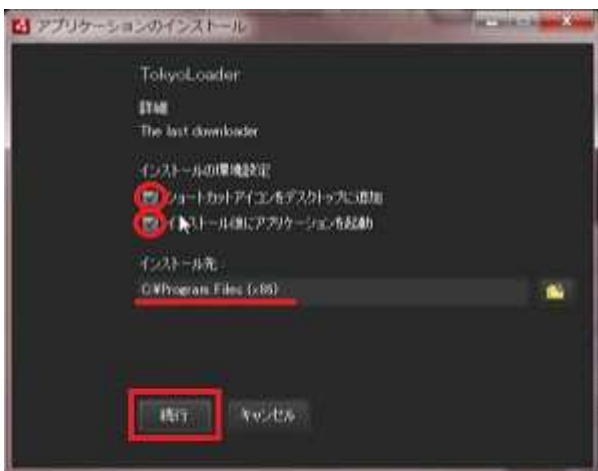 アプリケーションのインストール
TokyoLoader
詳細
The last downloader
インストールの環境設定
ショートカットアイコンをデスクトップに追加
インストール後にアプリケーションを起動
インストール先
C:¥Program Files (x86)
続行
キャンセル